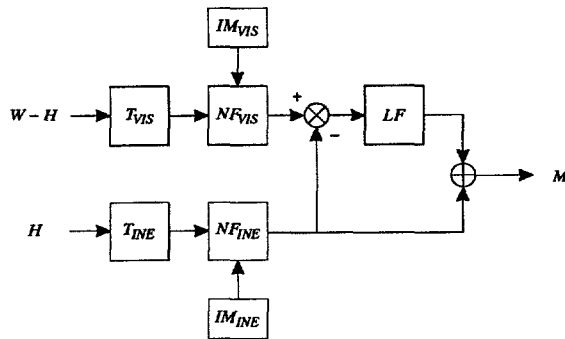 IM_VIS
W – H
T_VIS
NF_VIS
+
–
LF
M
H
T_INE
NF_INE
IM_INE